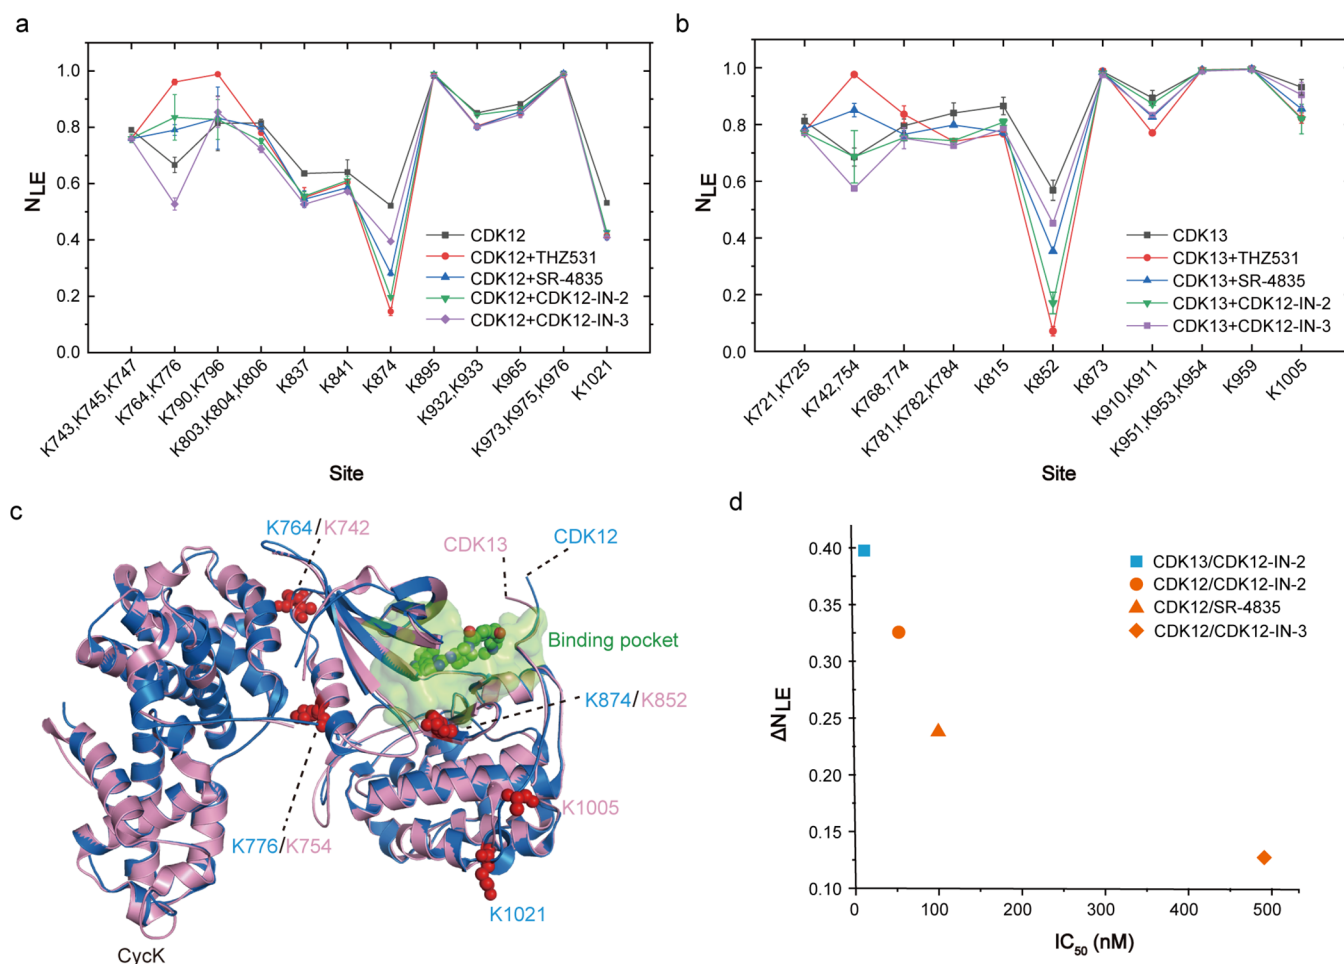 a
N_LE
1.0
0.8
0.6
0.4
0.2
0.0
CDK12
CDK12+THZ531
CDK12+SR-4835
CDK12+CDK12-IN-2
CDK12+CDK12-IN-3
K743,K745,K747
K764,K776
K790,K796
K803,K804,K806
K837
K841
K874
K895
K932,K933
K965
K973,K975,K976
K1021
Site
b
N_LE
1.0
0.8
0.6
0.4
0.2
0.0
CDK13
CDK13+THZ531
CDK13+SR-4835
CDK13+CDK12-IN-2
CDK13+CDK12-IN-3
K721,K725
K742,754
K768,774
K781,K782,K784
K815
K852
K873
K910,K911
K951,K953,K954
K959
K1005
Site
c
K764/K742
CDK13
CDK12
Binding pocket
K874/K852
K1005
K776/K754
K1021
CycK
d
ΔN_LE
0.40
0.35
0.30
0.25
0.20
0.15
0.10
CDK13/CDK12-IN-2
CDK12/CDK12-IN-2
CDK12/SR-4835
CDK12/CDK12-IN-3
0
100
200
300
400
500
IC₅₀ (nM)